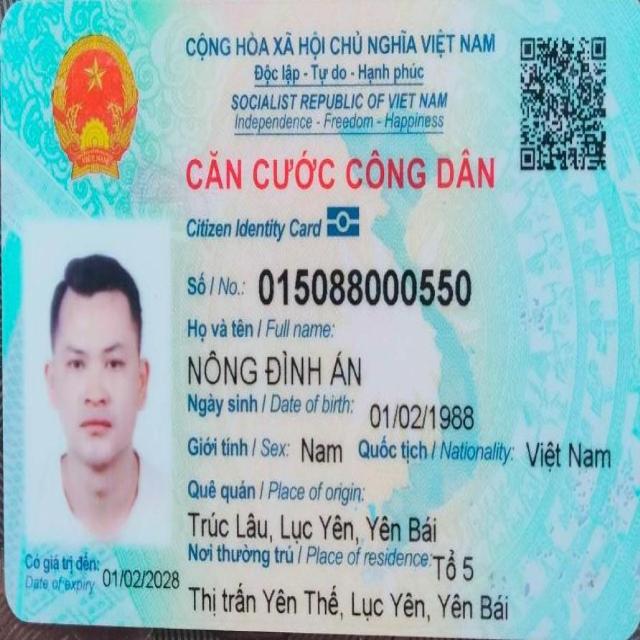 CỘNG HÒA XÃ HỘI CHỦ NGHĨA VIỆT NAM
Độc lập - Tự do - Hạnh phúc
SOCIALIST REPUBLIC OF VIET NAM
Independence - Freedom - Happiness
CĂN CƯỚC CÔNG DÂN
Citizen Identity Card
Số / No.: 015088000550
Họ và tên / Full name:
NÔNG ĐÌNH ÁN
Ngày sinh / Date of birth: 01/02/1988
Giới tính / Sex: Nam Quốc tịch / Nationality: Việt Nam
Quê quán / Place of origin:
Trúc Lâu, Lục Yên, Yên Bái
Nơi thường trú / Place of residence: Tổ 5
Thị trấn Yên Thế, Lục Yên, Yên Bái
Có giá trị đến: 01/02/2028
Date of expiry
VIỆT NAM